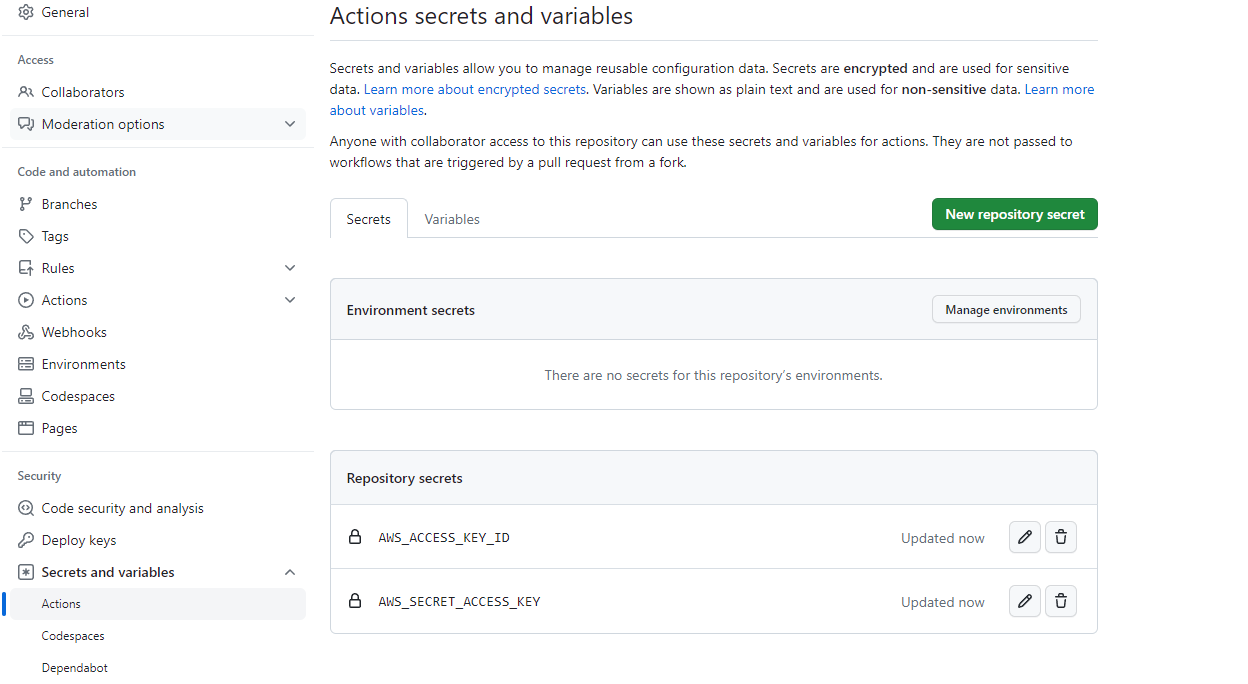 General
Access
Collaborators
Moderation options
Code and automation
Branches
Tags
Rules
Actions
Webhooks
Environments
Codespaces
Pages
Security
Code security and analysis
Deploy keys
Secrets and variables
Actions
Codespaces
Dependabot
Actions secrets and variables
Secrets and variables allow you to manage reusable configuration data. Secrets are encrypted and are used for sensitive
data. Learn more about encrypted secrets. Variables are shown as plain text and are used for non-sensitive data. Learn more
about variables.
Anyone with collaborator access to this repository can use these secrets and variables for actions. They are not passed to
workflows that are triggered by a pull request from a fork.
Secrets Variables New repository secret
Environment secrets Manage environments
There are no secrets for this repository’s environments.
Repository secrets
AWS_ACCESS_KEY_ID Updated now
AWS_SECRET_ACCESS_KEY Updated now